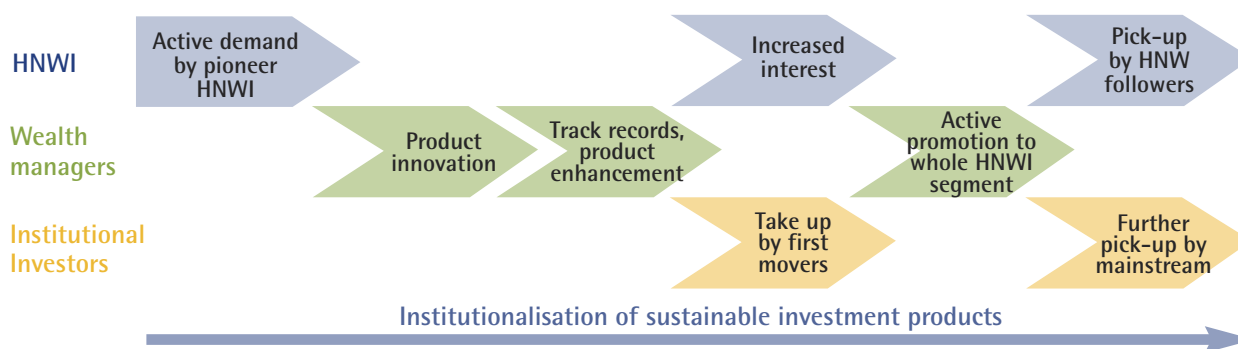 HNWI
Active demand
by pioneer
HNWI
Increased
interest
Pick-up
by HNW
followers
Wealth
managers
Product
innovation
Track records,
product
enhancement
Active
promotion to
whole HNWI
segment
Institutional
Investors
Take up
by first
movers
Further
pick-up by
mainstream
Institutionalisation of sustainable investment products